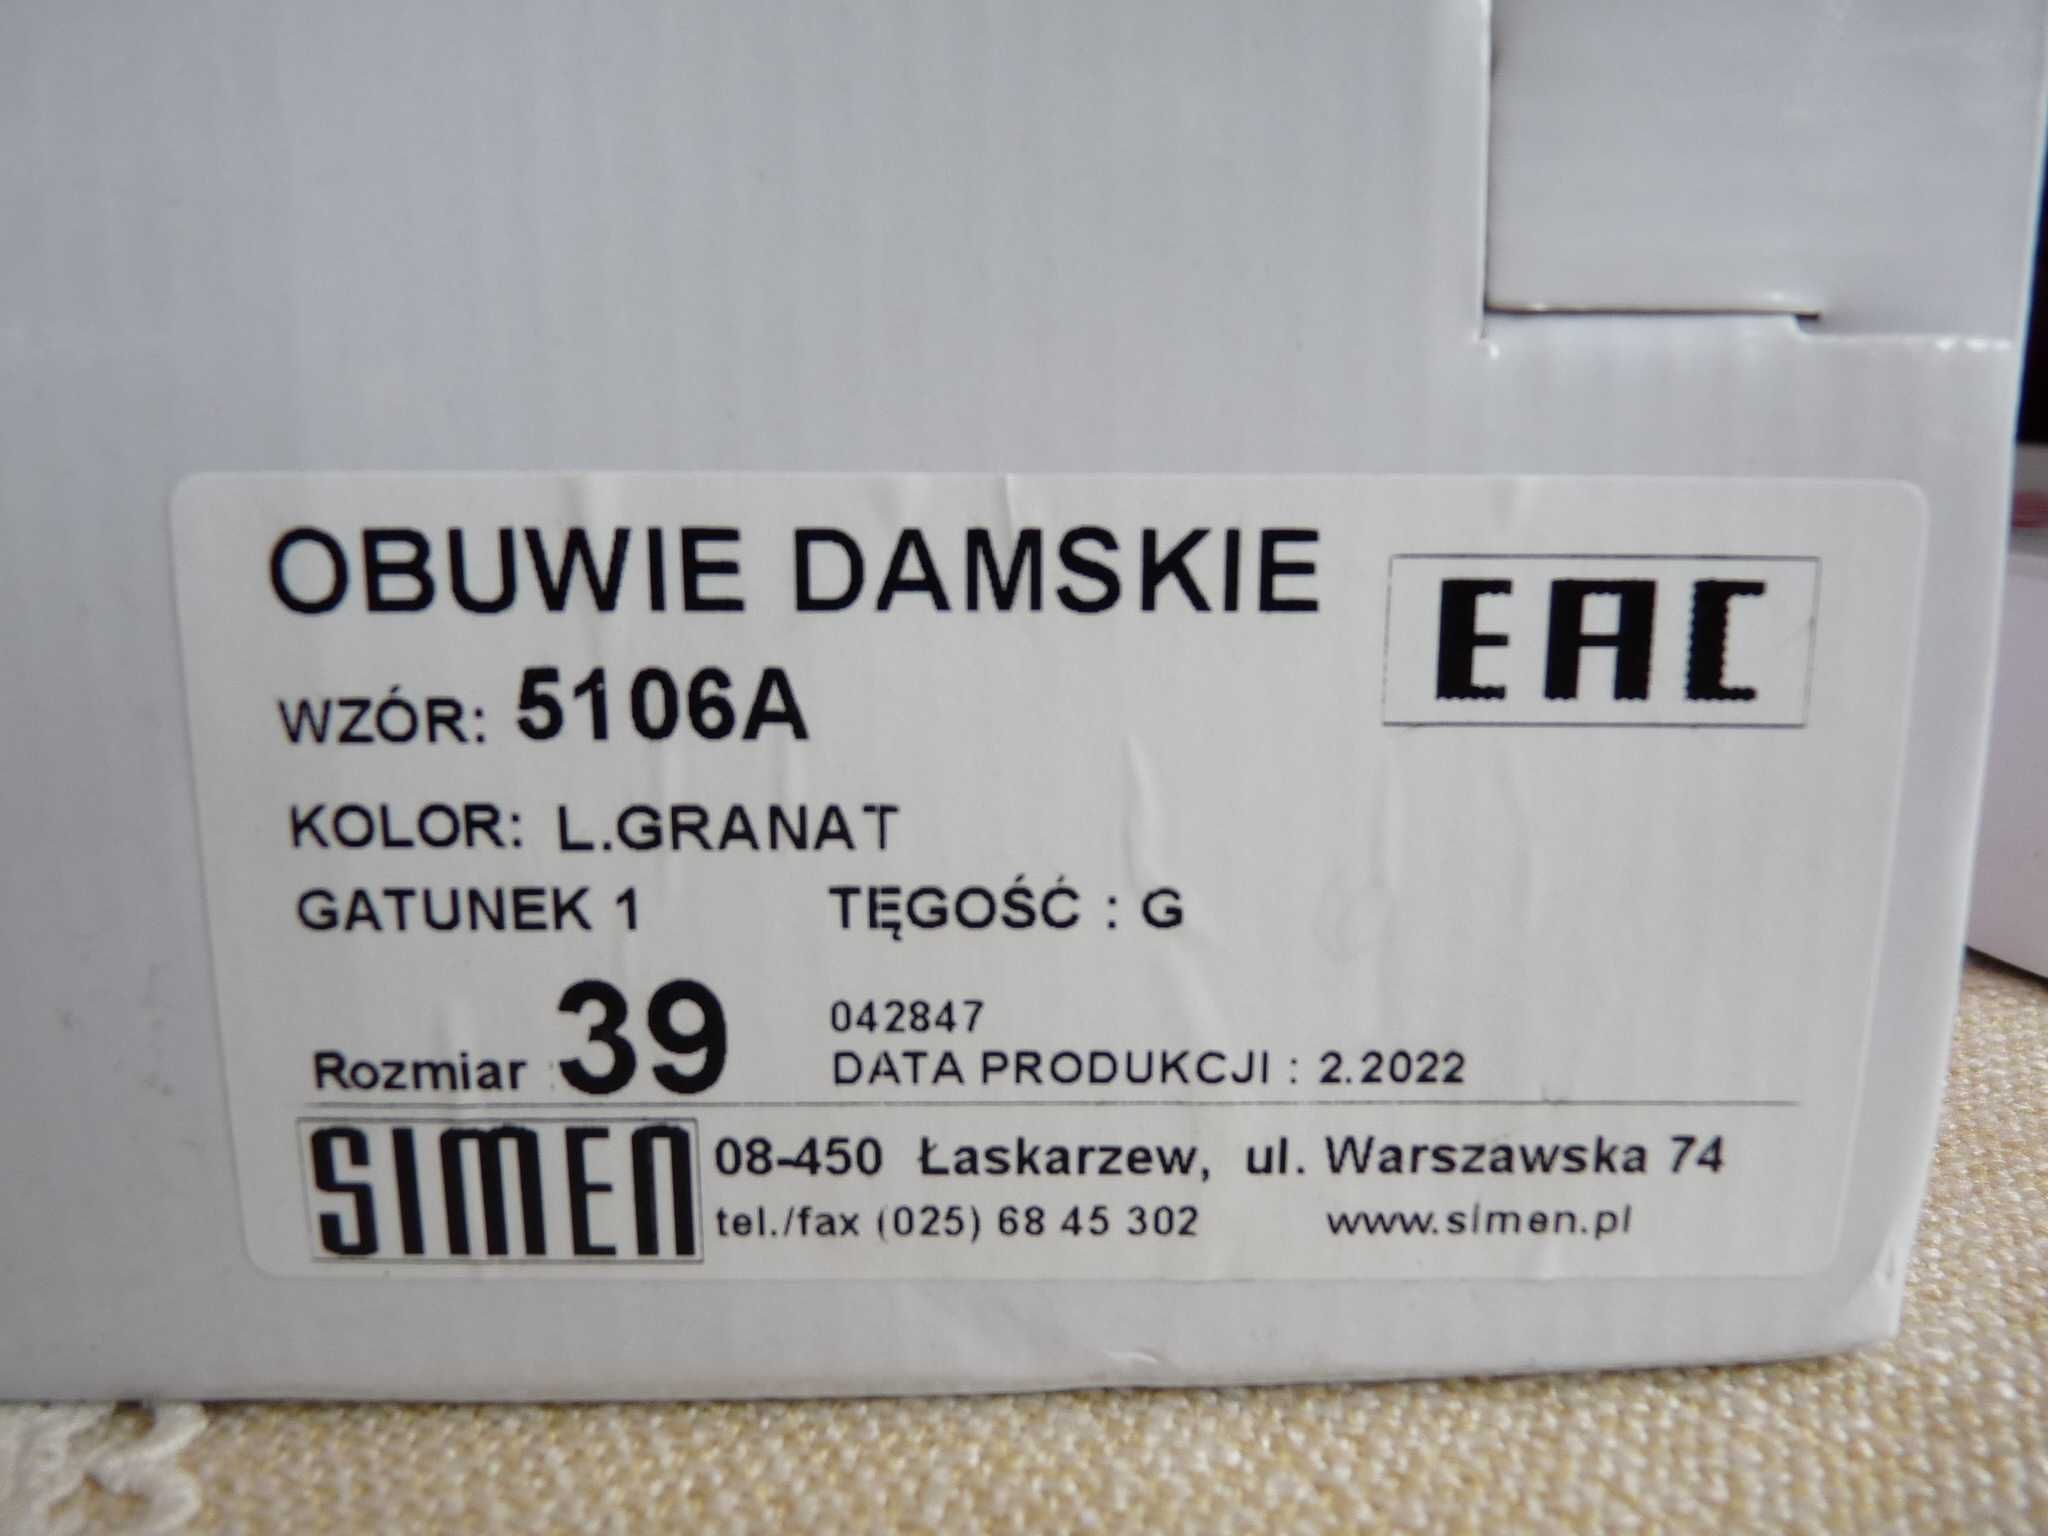 OBUWIE DAMSKIE
EAC
WZÓR: 5106A
KOLOR: L.GRANAT
GATUNEK 1 TĘGOŚĆ : G
042847
Rozmiar : 39 DATA PRODUKCJI : 2.2022
SIMEN 08-450 Łaskarzew, ul. Warszawska 74
tel./fax (025) 68 45 302 www.simen.pl